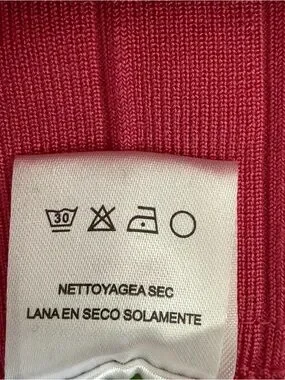 30
NETTOYAGEA SEC
LANA EN SECO SOLAMENTE